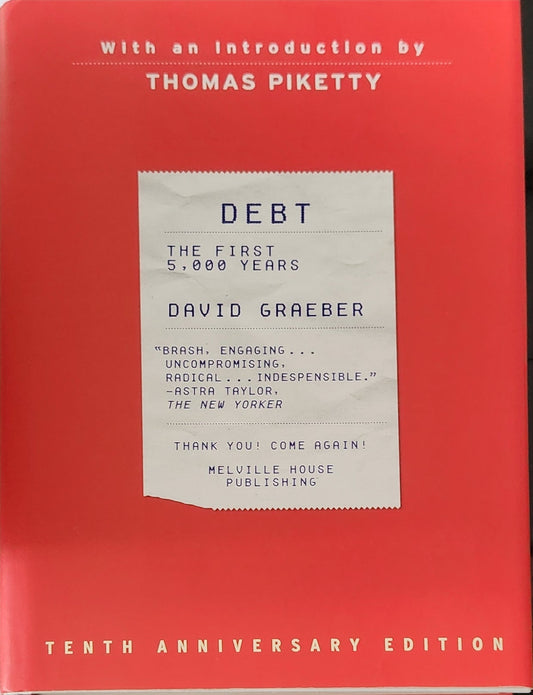 With an Introduction by
THOMAS PIKETTY
DEBT
THE FIRST
5,000 YEARS
DAVID GRAEBER
“BRASH, ENGAGING...
UNCOMPROMISING,
RADICAL...INDESPENSIBLE.”
—ASTRA TAYLOR,
THE NEW YORKER
THANK YOU! COME AGAIN!
MELVILLE HOUSE
PUBLISHING
TENTH ANNIVERSARY EDITION